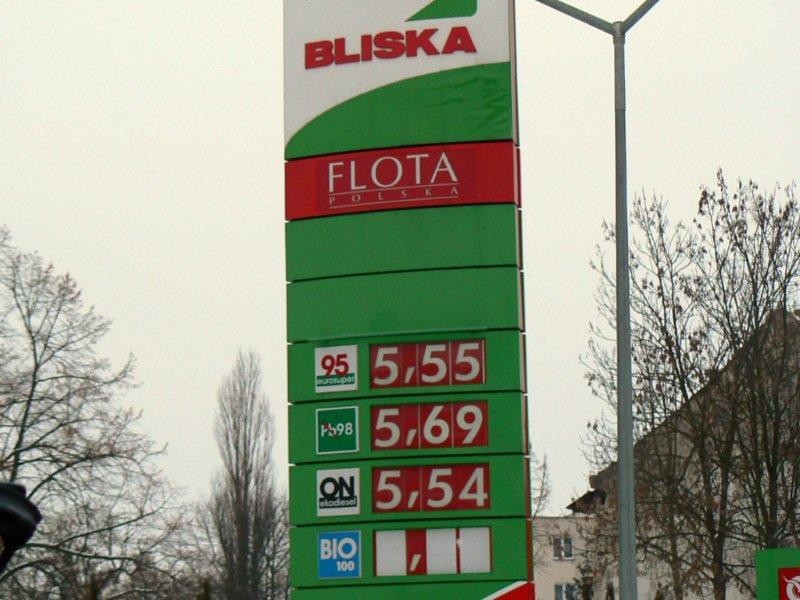 BLISKA
FLOTA
POLSKA
95 5,55
eurosuper
Pb98 5,69
ON 5,54
ekodiesel
BIO
100